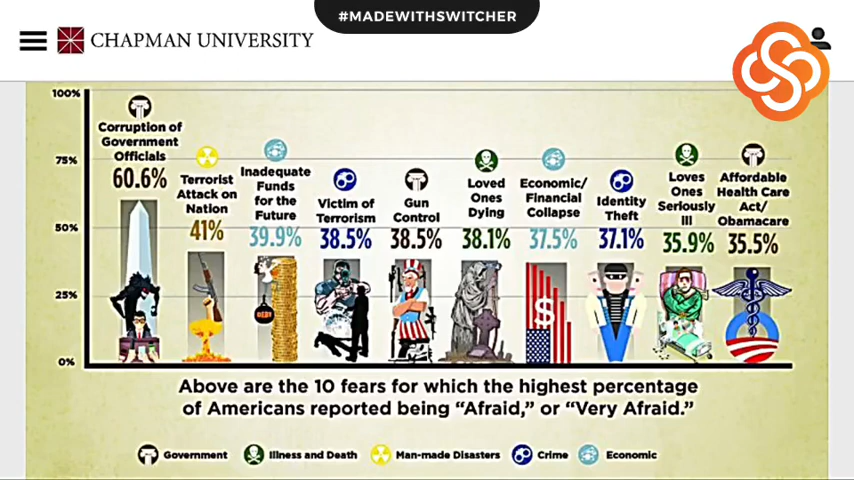 #MADEWITHSWITCHER
CHAPMAN UNIVERSITY
100%
75%
50%
25%
0%
Corruption of
Government
Officials
60.6%
Terrorist
Attack on
Nation
41%
Inadequate
Funds
for the
Future
39.9%
Victim of
Terrorism
38.5%
Gun
Control
38.5%
Loved
Ones
Dying
38.1%
Economic/
Financial
Collapse
37.5%
Identity
Theft
37.1%
Loves
Ones
Seriously
Ill
35.9%
Affordable
Health Care
Act/
Obamacare
35.5%
DEBT
$
Above are the 10 fears for which the highest percentage
of Americans reported being “Afraid,” or “Very Afraid.”
Government
Illness and Death
Man-made Disasters
Crime
Economic